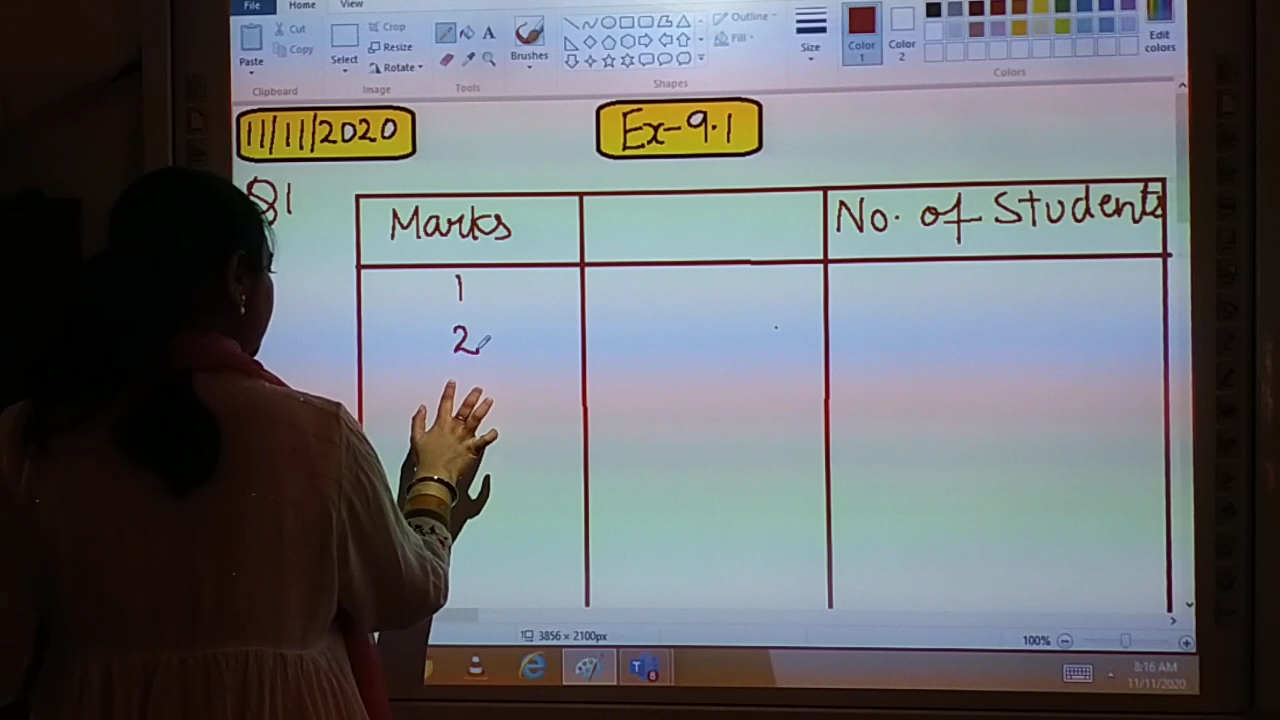 File Home View
Cut
Copy
Paste
Clipboard
Crop
Resize
Rotate
Select
Image
Tools
Brushes
Shapes
Outline
Fill
Size
Color 1
Color 2
Edit colors
Colors
11/11/2020 Ex-9.1
Q1
Marks No. of Students
1
2
3856 × 2100px 100%
8:16 AM
11/11/2020